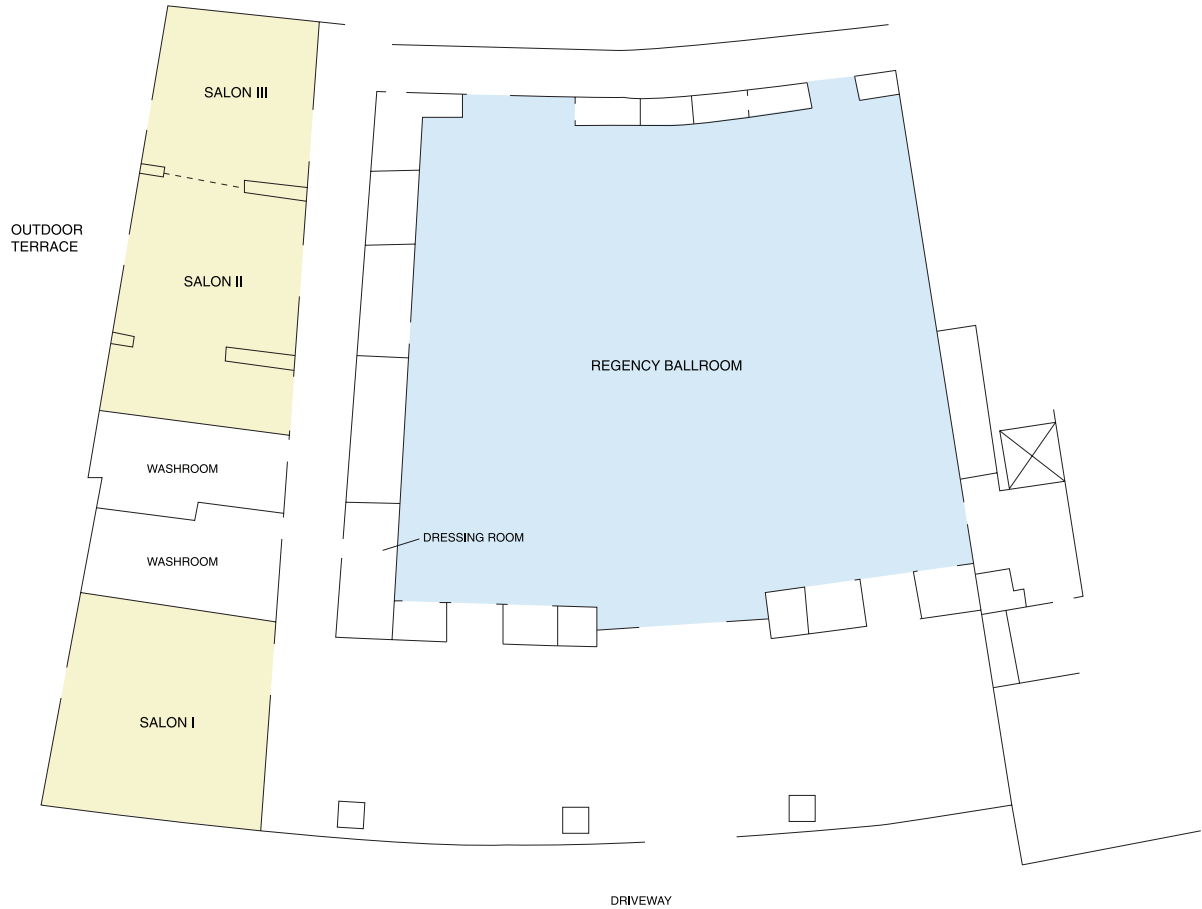 SALON III
OUTDOOR
TERRACE
SALON II
REGENCY BALLROOM
WASHROOM
DRESSING ROOM
WASHROOM
SALON I
DRIVEWAY